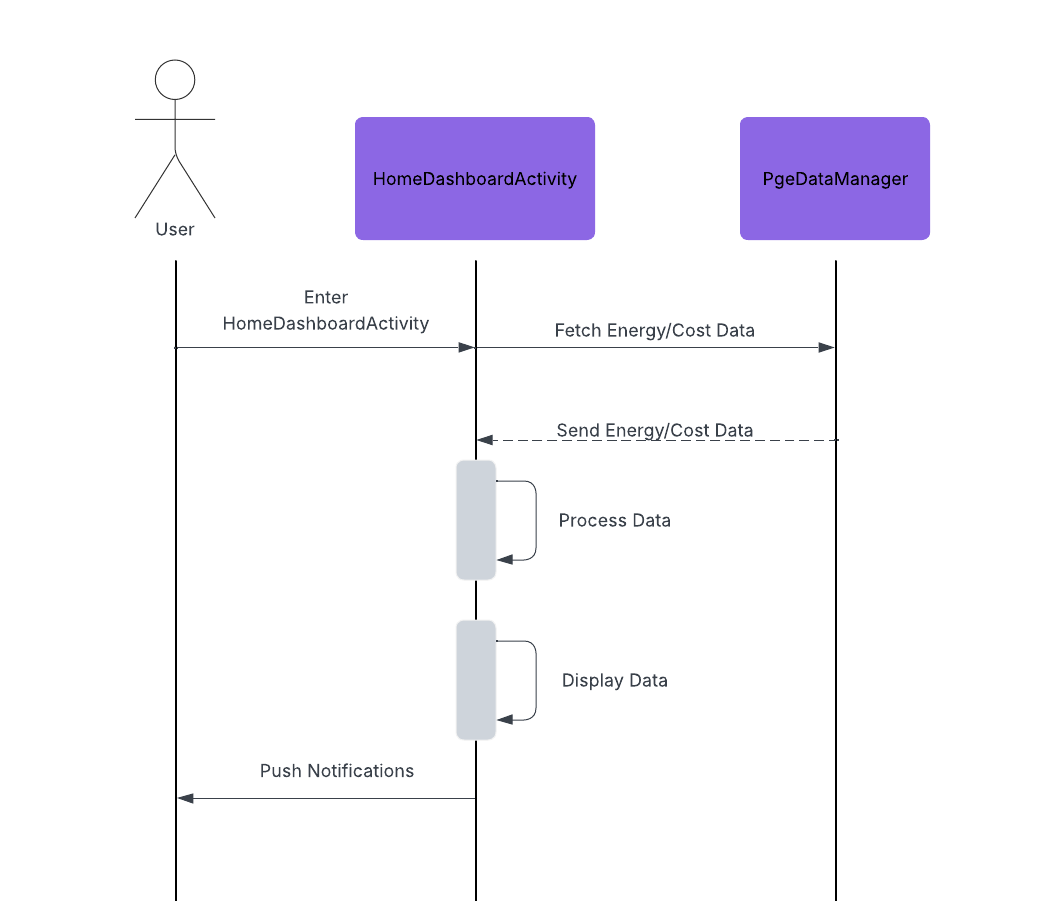 HomeDashboardActivity
PgeDataManager
User
Enter
HomeDashboardActivity
Fetch Energy/Cost Data
Send Energy/Cost Data
Process Data
Display Data
Push Notifications